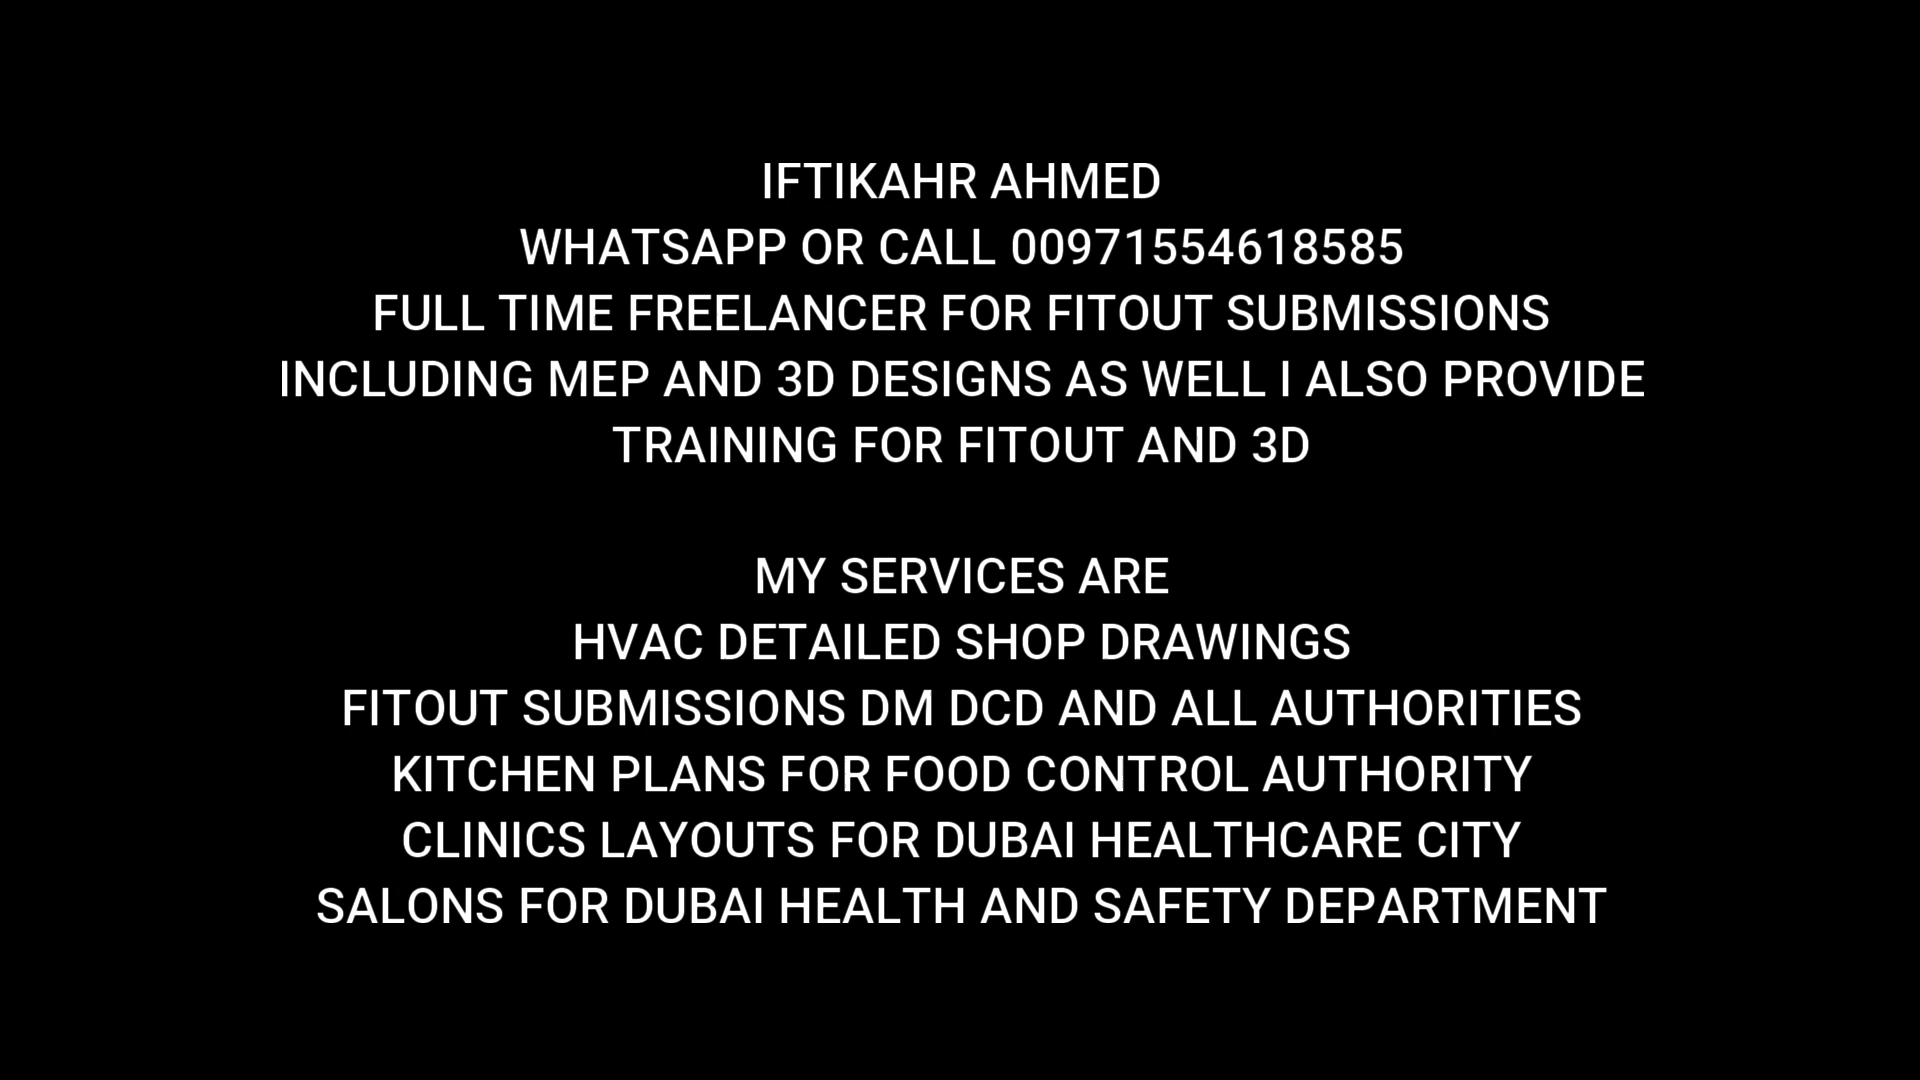 IFTIKAHR AHMED
WHATSAPP OR CALL 00971554618585
FULL TIME FREELANCER FOR FITOUT SUBMISSIONS
INCLUDING MEP AND 3D DESIGNS AS WELL I ALSO PROVIDE
TRAINING FOR FITOUT AND 3D
MY SERVICES ARE
HVAC DETAILED SHOP DRAWINGS
FITOUT SUBMISSIONS DM DCD AND ALL AUTHORITIES
KITCHEN PLANS FOR FOOD CONTROL AUTHORITY
CLINICS LAYOUTS FOR DUBAI HEALTHCARE CITY
SALONS FOR DUBAI HEALTH AND SAFETY DEPARTMENT